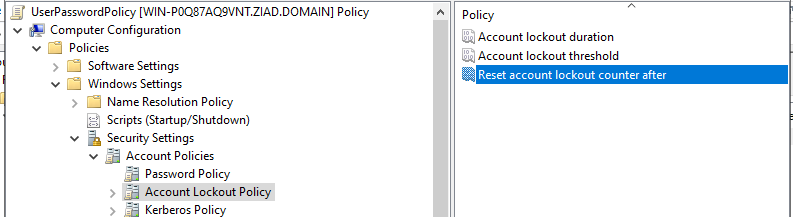 UserPasswordPolicy [WIN-P0Q87AQ9VNT.ZIAD.DOMAIN] Policy
Computer Configuration
Policies
Software Settings
Windows Settings
Name Resolution Policy
Scripts (Startup/Shutdown)
Security Settings
Account Policies
Password Policy
Account Lockout Policy
Kerberos Policy
Policy
Account lockout duration
Account lockout threshold
Reset account lockout counter after